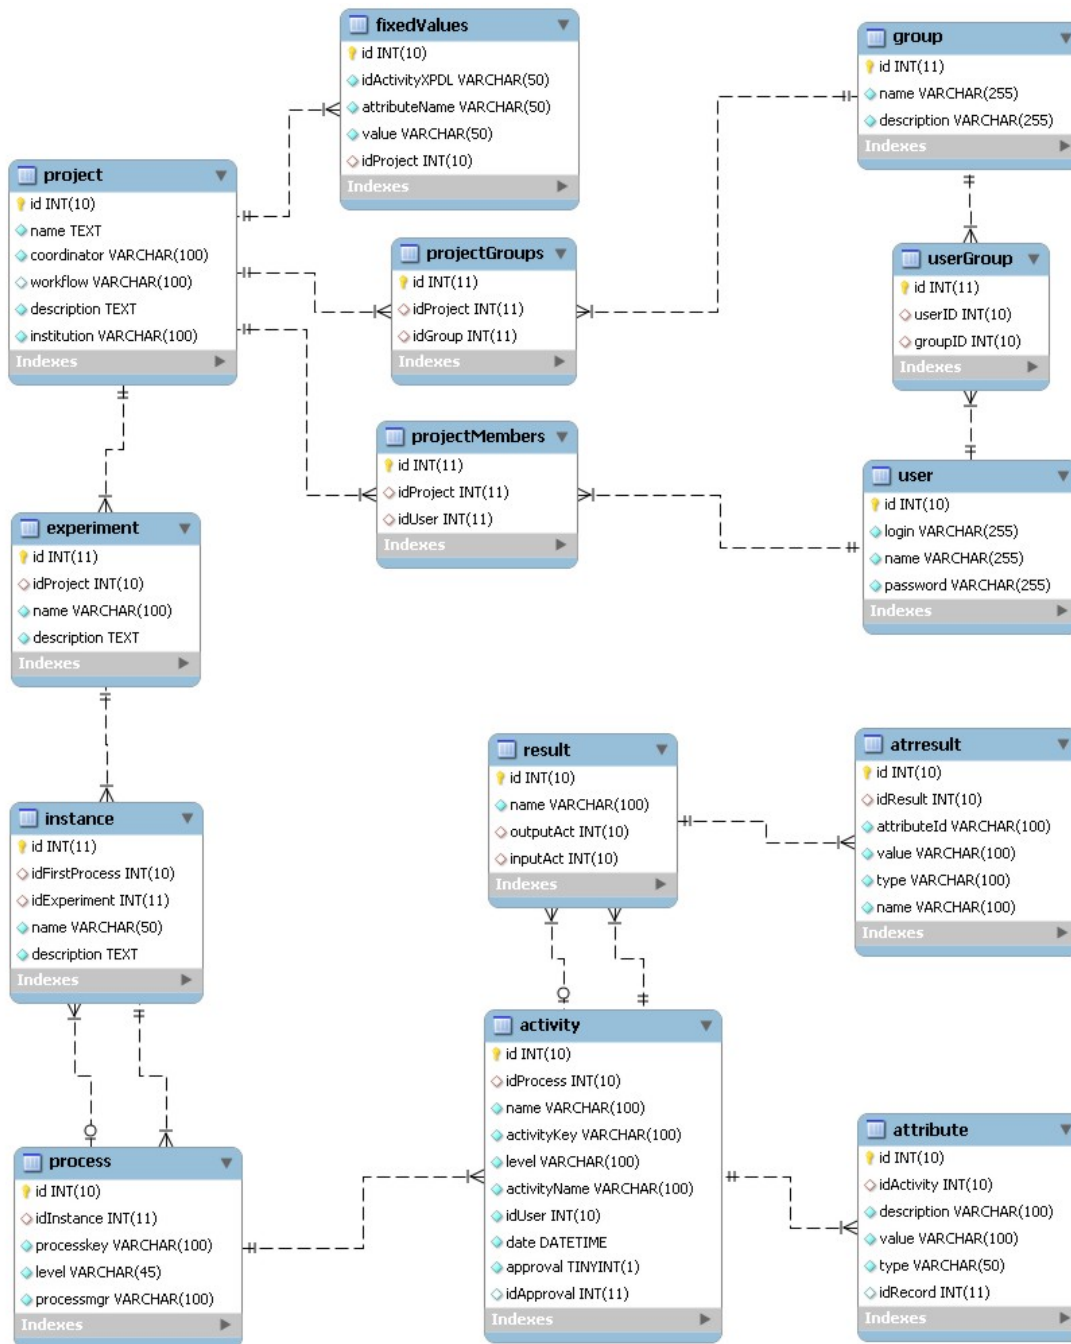 fixedValues
id INT(10)
idActivityXPDL VARCHAR(50)
attributeName VARCHAR(50)
value VARCHAR(50)
idProject INT(10)
Indexes
group
id INT(11)
name VARCHAR(255)
description VARCHAR(255)
Indexes
project
id INT(10)
name TEXT
coordinator VARCHAR(100)
workflow VARCHAR(100)
description TEXT
institution VARCHAR(100)
Indexes
projectGroups
id INT(11)
idProject INT(11)
idGroup INT(11)
Indexes
userGroup
id INT(11)
userID INT(10)
groupID INT(10)
Indexes
projectMembers
id INT(11)
idProject INT(11)
idUser INT(11)
Indexes
user
id INT(10)
login VARCHAR(255)
name VARCHAR(255)
password VARCHAR(255)
Indexes
experiment
id INT(11)
idProject INT(10)
name VARCHAR(100)
description TEXT
Indexes
result
id INT(10)
name VARCHAR(100)
outputAct INT(10)
inputAct INT(10)
Indexes
atrresult
id INT(10)
idResult INT(10)
attributeId VARCHAR(100)
value VARCHAR(100)
type VARCHAR(100)
name VARCHAR(100)
Indexes
instance
id INT(11)
idFirstProcess INT(10)
idExperiment INT(11)
name VARCHAR(50)
description TEXT
Indexes
activity
id INT(10)
idProcess INT(10)
name VARCHAR(100)
activityKey VARCHAR(100)
level VARCHAR(100)
activityName VARCHAR(100)
idUser INT(10)
date DATETIME
approval TINYINT(1)
idApproval INT(11)
Indexes
attribute
id INT(10)
idActivity INT(10)
description VARCHAR(100)
value VARCHAR(100)
type VARCHAR(50)
idRecord INT(11)
Indexes
process
id INT(10)
idInstance INT(11)
processkey VARCHAR(100)
level VARCHAR(45)
processmgr VARCHAR(100)
Indexes